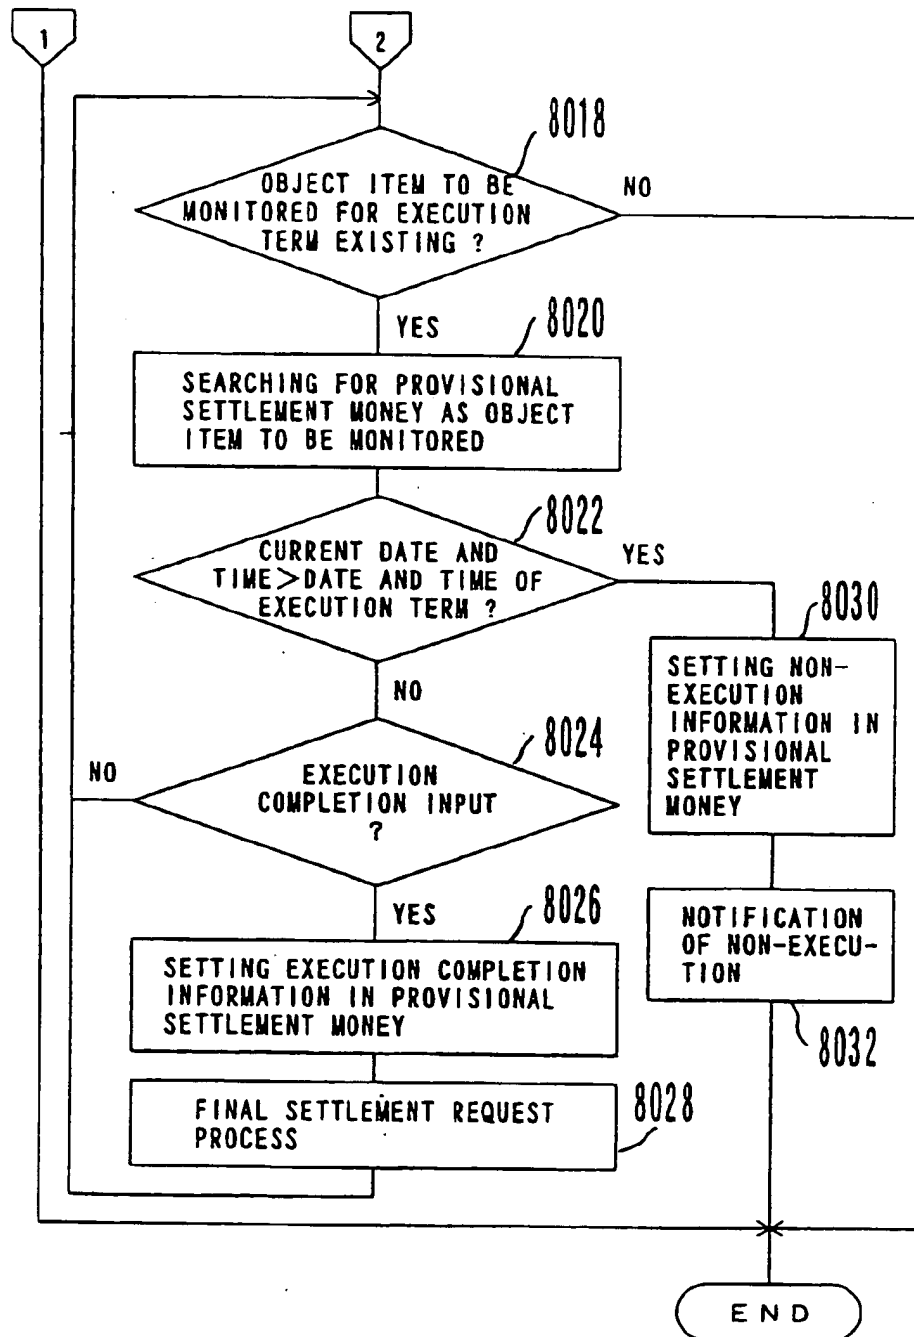 1
2
8018
OBJECT ITEM TO BE
MONITORED FOR EXECUTION
TERM EXISTING ?
NO
YES
8020
SEARCHING FOR PROVISIONAL
SETTLEMENT MONEY AS OBJECT
ITEM TO BE MONITORED
8022
CURRENT DATE AND
TIME>DATE AND TIME OF
EXECUTION TERM ?
YES
NO
8030
SETTING NON-
EXECUTION
INFORMATION IN
PROVISIONAL
SETTLEMENT
MONEY
8024
EXECUTION
COMPLETION INPUT
?
NO
YES
8026
SETTING EXECUTION COMPLETION
INFORMATION IN PROVISIONAL
SETTLEMENT MONEY
NOTIFICATION
OF NON-EXECU-
TION
8032
8028
FINAL SETTLEMENT REQUEST
PROCESS
END